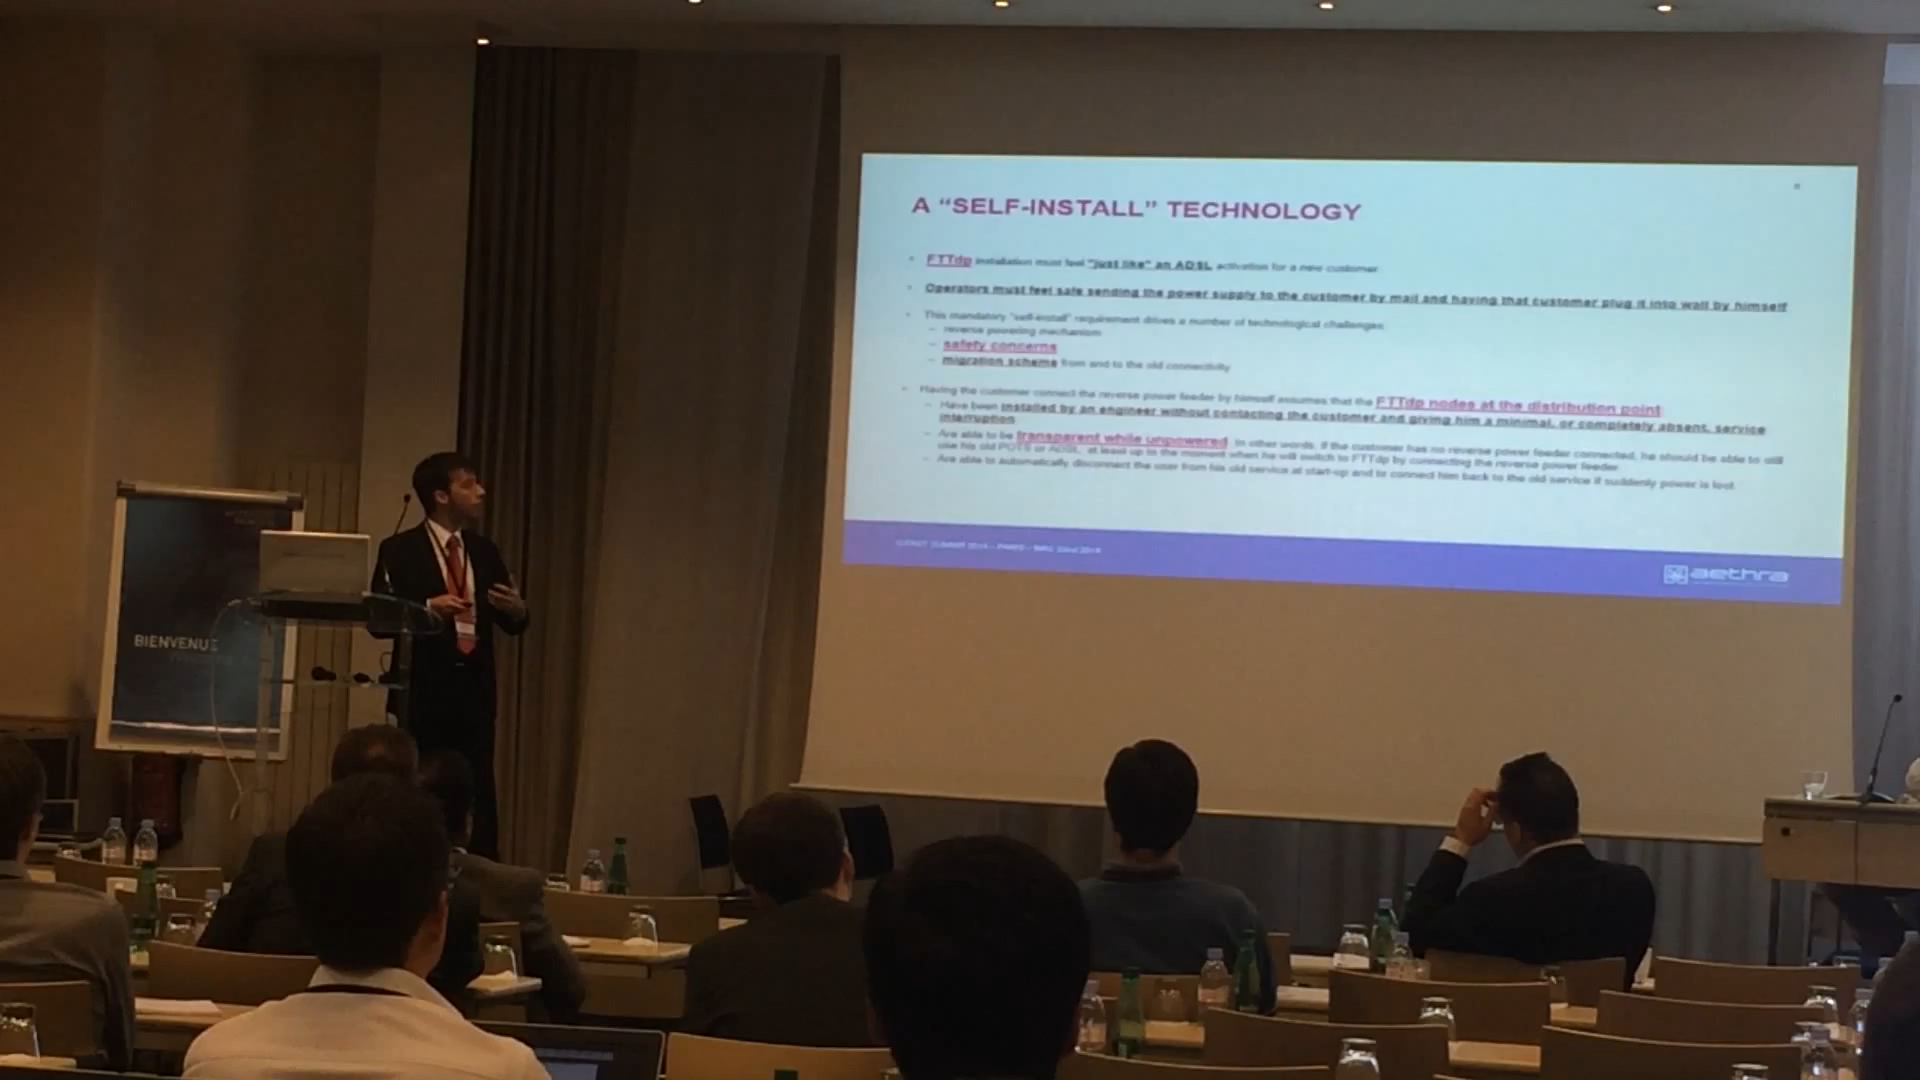 A “SELF-INSTALL” TECHNOLOGY
FTTdp installation must feel "just like" an ADSL activation for a new customer.
Operators must feel safe sending the power supply to the customer by mail and having that customer plug it into wall by himself
This mandatory "self-install" requirement drives a number of technological challenges:
– reverse powering mechanism
– safety concerns
– migration scheme from and to the old connectivity
Having the customer connect the reverse power feeder by himself assumes that the FTTdp nodes at the distribution point:
– Have been installed by an engineer without contacting the customer and giving him a minimal, or completely absent, service
interruption
– Are able to be transparent while unpowered. In other words, if the customer has no reverse power feeder connected, he should be able to still
use his old POTS or ADSL, at least up to the moment when he will switch to FTTdp by connecting the reverse power feeder.
– Are able to automatically disconnect the user from his old service at start-up and to connect him back to the old service if suddenly power is lost.
SUMMIT 2014 – PARIS –
aethra
BIENVENUE